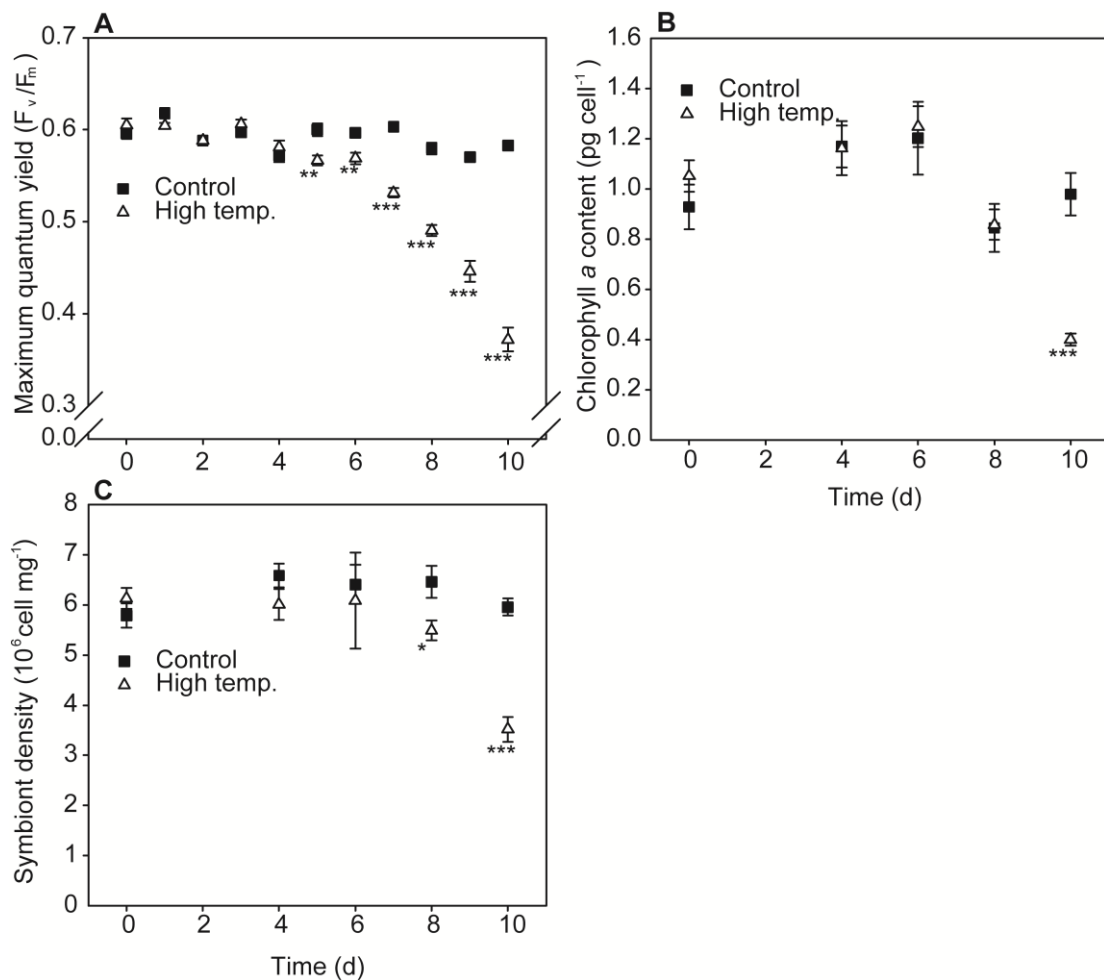 A
Maximum quantum yield (Fv/Fm)
0.7
0.6
0.5
0.4
0.3
0.0
Control
High temp.
**
**
***
***
***
***
0 2 4 6 8 10
B
Chlorophyll a content (pg cell-1)
1.6
1.4
1.2
1.0
0.8
0.6
0.4
0.2
0.0
Control
High temp.
***
0 2 4 6 8 10
Time (d)
C
Symbiont density (10⁶ cell mg-1)
8
7
6
5
4
3
2
1
0
Control
High temp.
*
***
0 2 4 6 8 10
Time (d)